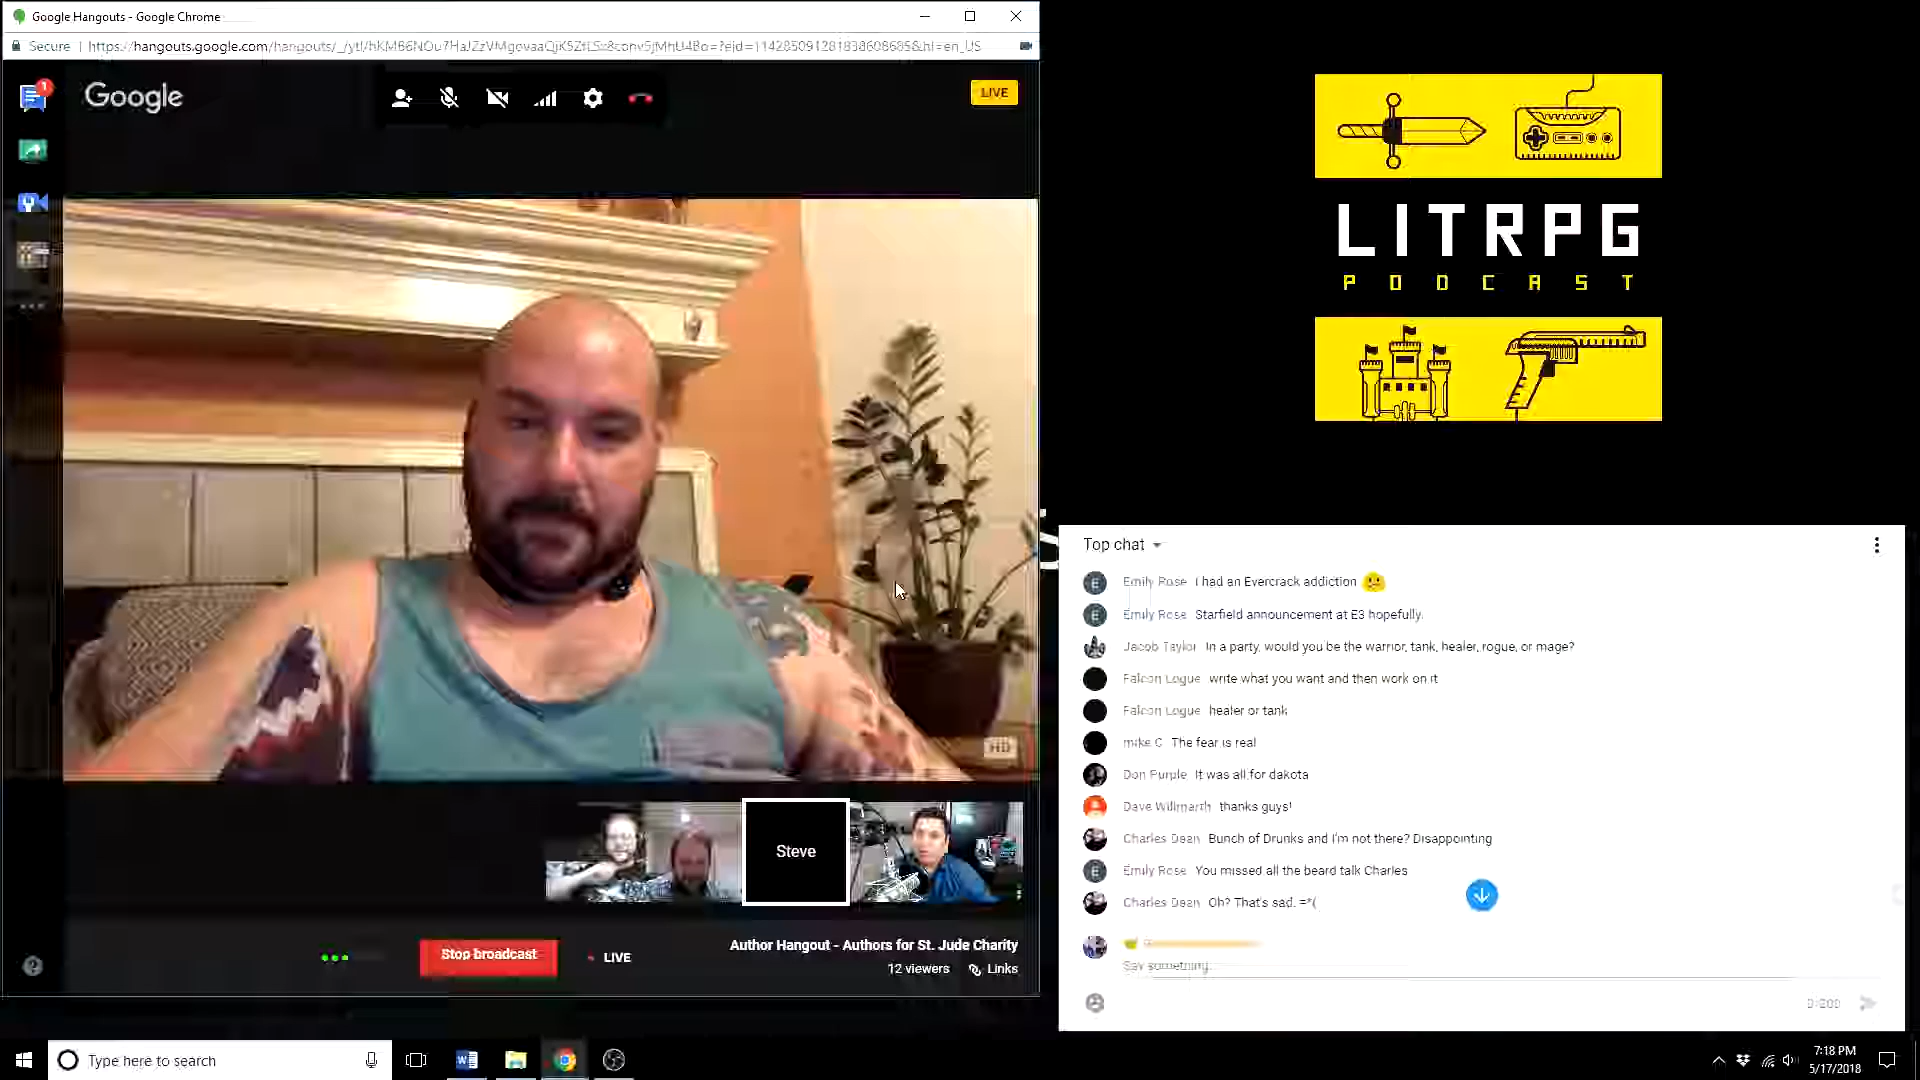 Google Hangouts - Google Chrome
Secure
1
Google
LIVE
LITRPG
PODCAST
HD
Steve
Stop broadcast
LIVE
Author Hangout - Authors for St. Jude Charity
12 viewers
Links
Top chat
Emily Rose I had an Evercrack addiction
Emily Rose Starfield announcement at E3 hopefully.
Jacob Taylor In a party, would you be the warrior, tank, healer, rogue, or mage?
Falcon Logue write what you want and then work on it
Falcon Logue healer or tank
mike C The fear is real
Don Purple It was all for dakota
Dave Willmarth thanks guys!
Charles Dean Bunch of Drunks and I'm not there? Disappointing
Emily Rose You missed all the beard talk Charles
Charles Dean Oh? That's sad. =*(
Say something...
0/200
Type here to search
7:18 PM
5/17/2018